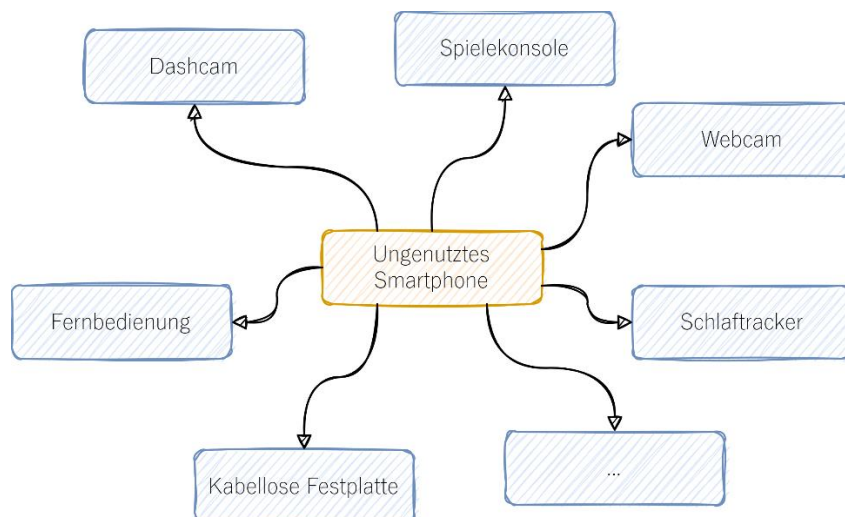 Spielekonsole
Dashcam
Webcam
Ungenutztes
Smartphone
Fernbedienung
Schlaftracker
Kabellose Festplatte
...